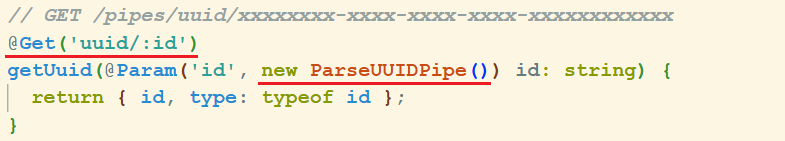 // GET /pipes/uuid/xxxxxxxx-xxxx-xxxx-xxxx-xxxxxxxxxxxx
@Get('uuid/:id')
getUuid(@Param('id', new ParseUUIDPipe()) id: string) {
  return { id, type: typeof id };
}